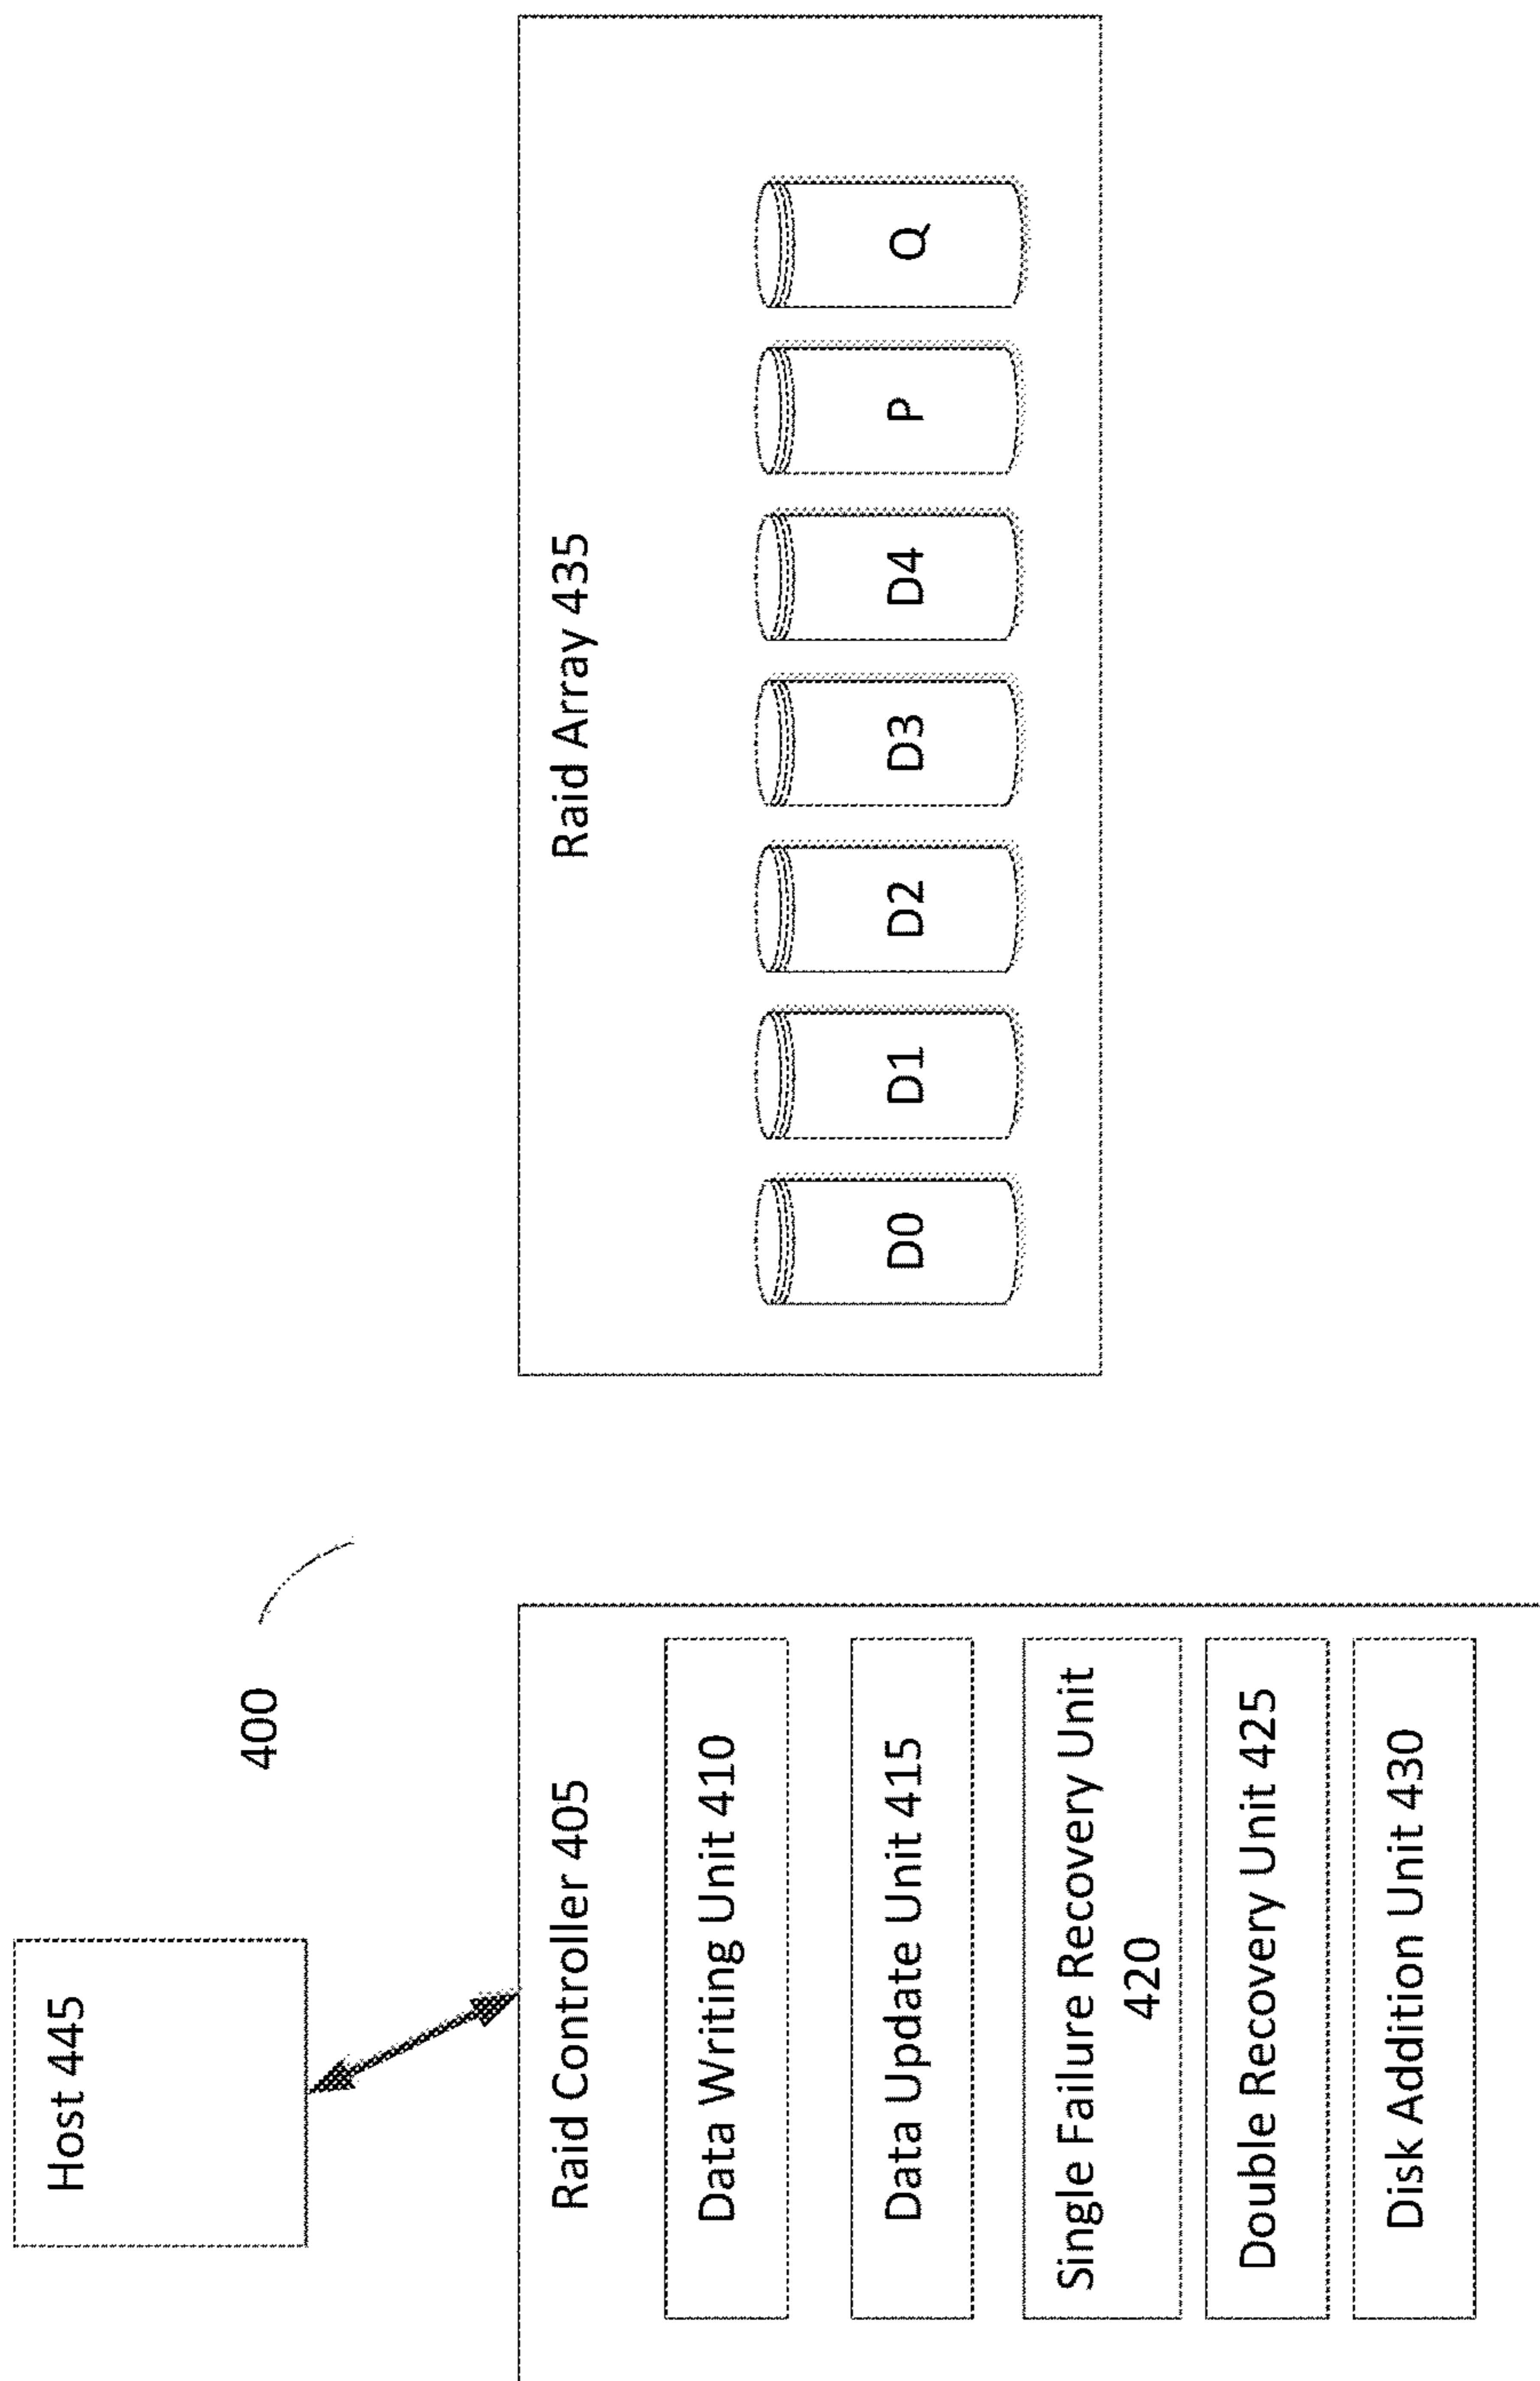 Host 445
400
Raid Controller 405
Data Writing Unit 410
Data Update Unit 415
Single Failure Recovery Unit
420
Double Recovery Unit 425
Disk Addition Unit 430
Raid Array 435
D0
D1
D2
D3
D4
P
Q